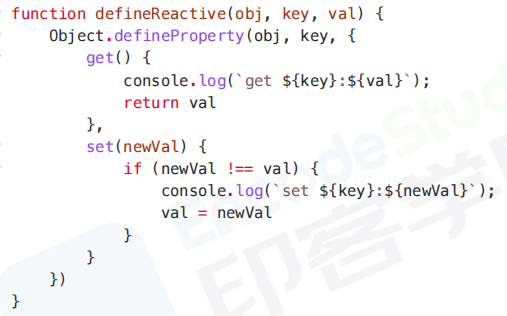 function defineReactive(obj, key, val) {
    Object.defineProperty(obj, key, {
        get() {
            console.log(`get ${key}:${val}`);
            return val
        },
        set(newVal) {
            if (newVal !== val) {
                console.log(`set ${key}:${newVal}`);
                val = newVal
            }
        }
    })
}
印客学